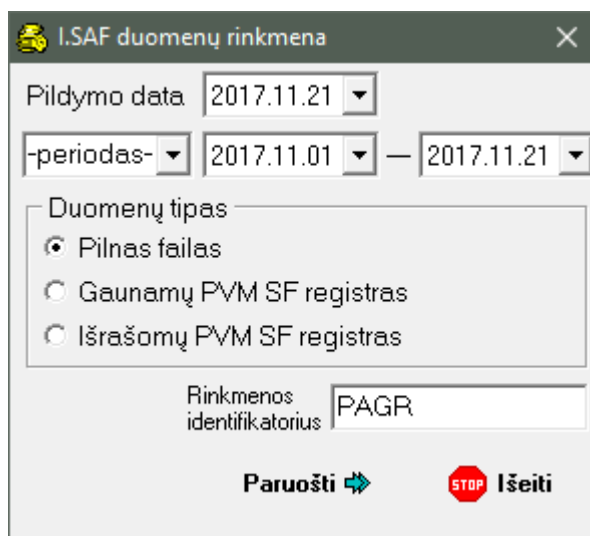 I.SAF duomenų rinkmena
Pildymo data 2017.11.21
-periodas- 2017.11.01 — 2017.11.21
Duomenų tipas
Pilnas failas
Gaunamų PVM SF registras
Išrašomų PVM SF registras
Rinkmenos
identifikatorius PAGR
Paruošti STOP Išeiti